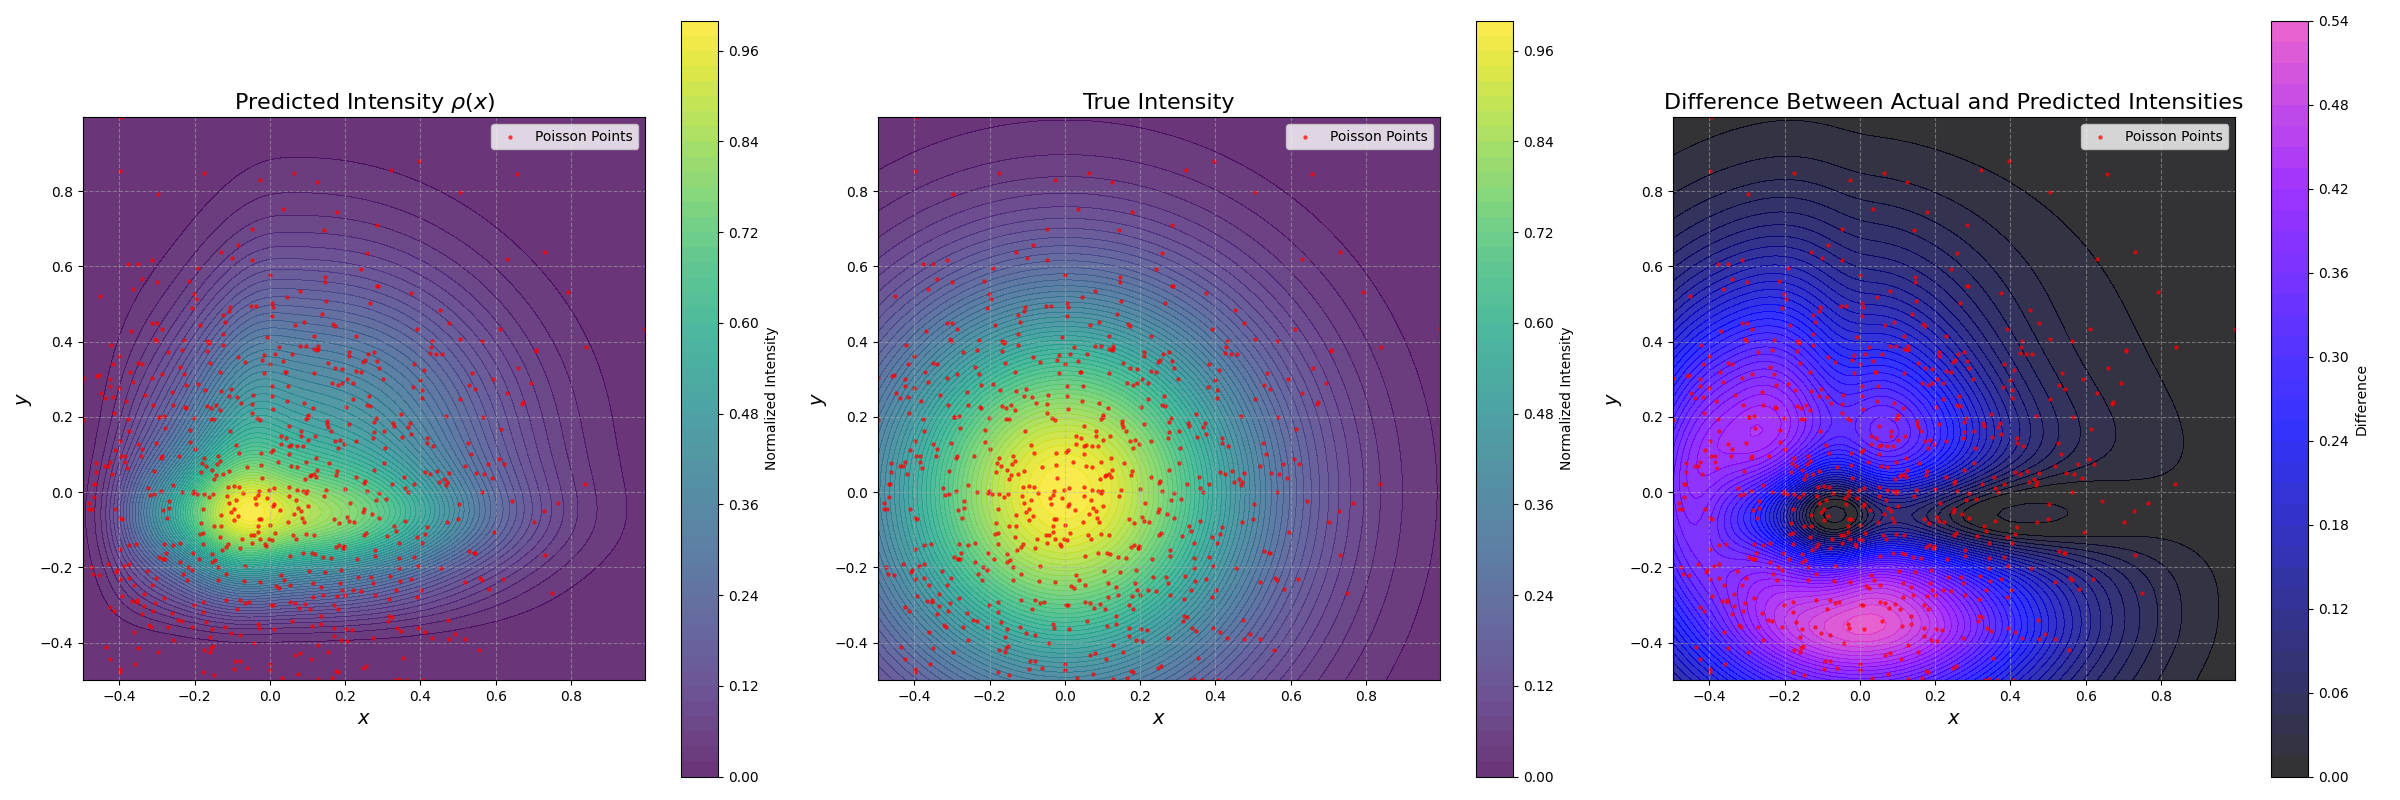 Predicted Intensity ρ(x)
Poisson Points
y
0.8
0.6
0.4
0.2
0.0
−0.2
−0.4
−0.4 −0.2 0.0 0.2 0.4 0.6 0.8
x
0.96
0.84
0.72
0.60
0.48
0.36
0.24
0.12
0.00
Normalized Intensity
True Intensity
Poisson Points
y
0.8
0.6
0.4
0.2
0.0
−0.2
−0.4
−0.4 −0.2 0.0 0.2 0.4 0.6 0.8
x
0.96
0.84
0.72
0.60
0.48
0.36
0.24
0.12
0.00
Normalized Intensity
Difference Between Actual and Predicted Intensities
Poisson Points
y
0.8
0.6
0.4
0.2
0.0
−0.2
−0.4
−0.4 −0.2 0.0 0.2 0.4 0.6 0.8
x
0.54
0.48
0.42
0.36
0.30
0.24
0.18
0.12
0.06
0.00
Difference